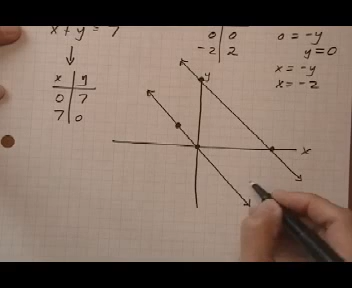 x + y = 7
x | y
0 | 7
7 | 0
0 | 0
-2 | 2
0 = -y
y = 0
x = -y
x = -2
y
x